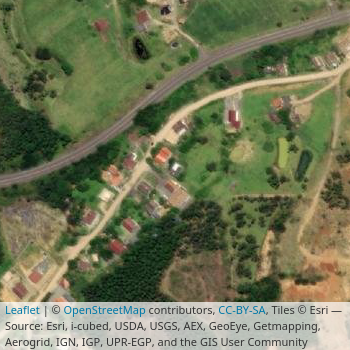 Leaflet | © OpenStreetMap contributors, CC-BY-SA, Tiles © Esri —
Source: Esri, i-cubed, USDA, USGS, AEX, GeoEye, Getmapping,
Aerogrid, IGN, IGP, UPR-EGP, and the GIS User Community